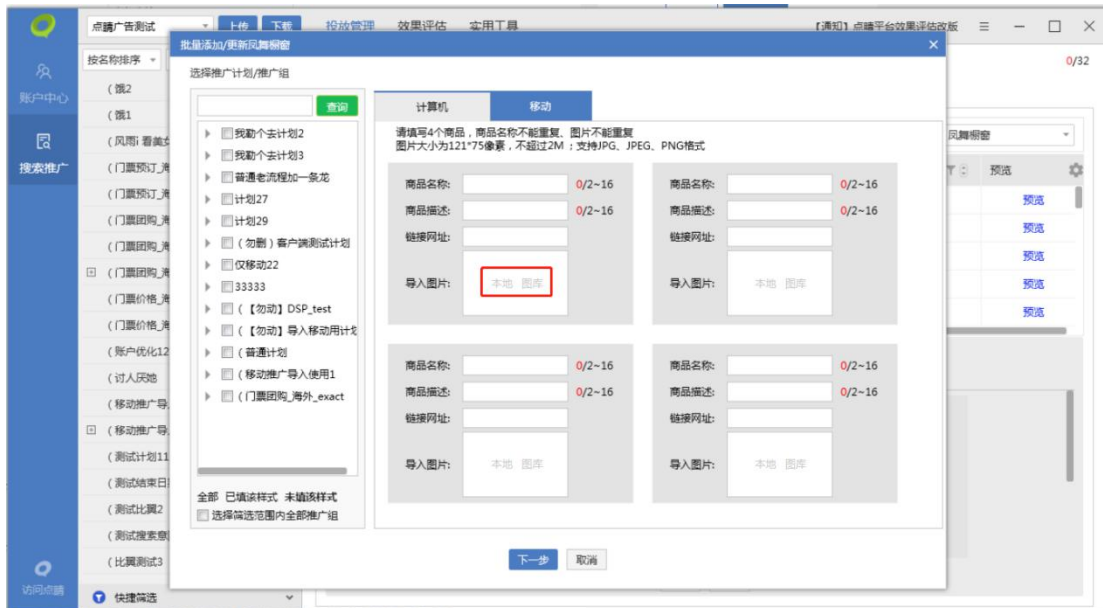 点睛广告测试 上传 下载 投放管理 效果评估 实用工具 【通知】点睛平台效果评估改版
批量添加/更新凤舞橱窗
账户中心
搜索推广
访问点睛
按名称排序
0/32
(饿2
(饿1
(风雨i 看美女
(门票预订_海
(门票预订_海
(门票团购_海
(门票团购_海
(门票团购_海
(门票价格_海
(门票价格_海
(账户优化12
(讨人厌她
(移动推广导
(移动推广导
(测试计划11
(测试结束日
(测试比翼2
(测试搜索意
(比翼测试3
快捷筛选
选择推广计划/推广组
查询
我勒个去计划2
我勒个去计划3
普通老流程加一条龙
计划27
计划29
(勿删)客户端测试计划
仅移动22
33333
(【勿动】DSP_test
(【勿动】导入移动用计划
(普通计划
(移动推广导入使用1
(门票团购_海外_exact
全部 已填该样式 未填该样式
选择筛选范围内全部推广组
计算机 移动
请填写4个商品,商品名称不能重复、图片不能重复
图片大小为121*75像素,不超过2M;支持JPG、JPEG、PNG格式
商品名称: 0/2~16 商品名称: 0/2~16
商品描述: 0/2~16 商品描述: 0/2~16
链接网址: 链接网址:
导入图片: 本地 图库 导入图片: 本地 图库
商品名称: 0/2~16 商品名称: 0/2~16
商品描述: 0/2~16 商品描述: 0/2~16
链接网址: 链接网址:
导入图片: 本地 图库 导入图片: 本地 图库
下一步 取消
凤舞橱窗
预览
预览
预览
预览
预览
预览